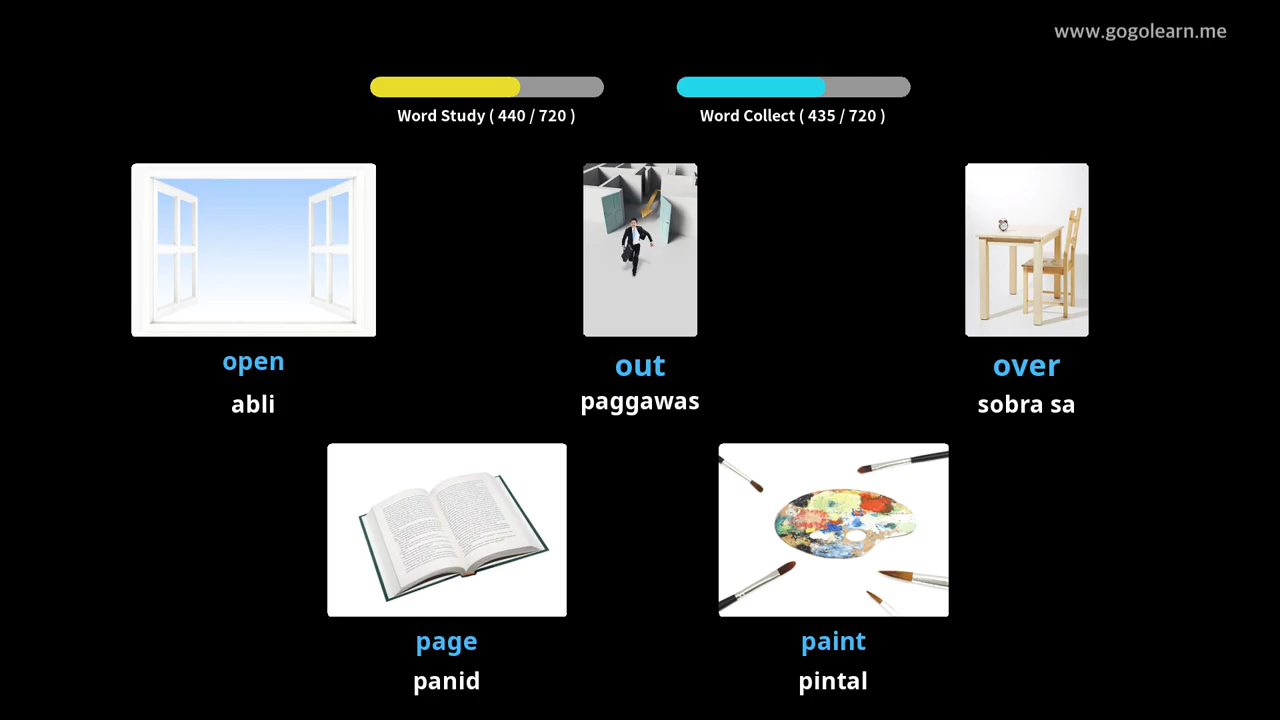 www.gogolearn.me
Word Study ( 440 / 720 )
Word Collect ( 435 / 720 )
open
abli
out
paggawas
over
sobra sa
page
panid
paint
pintal